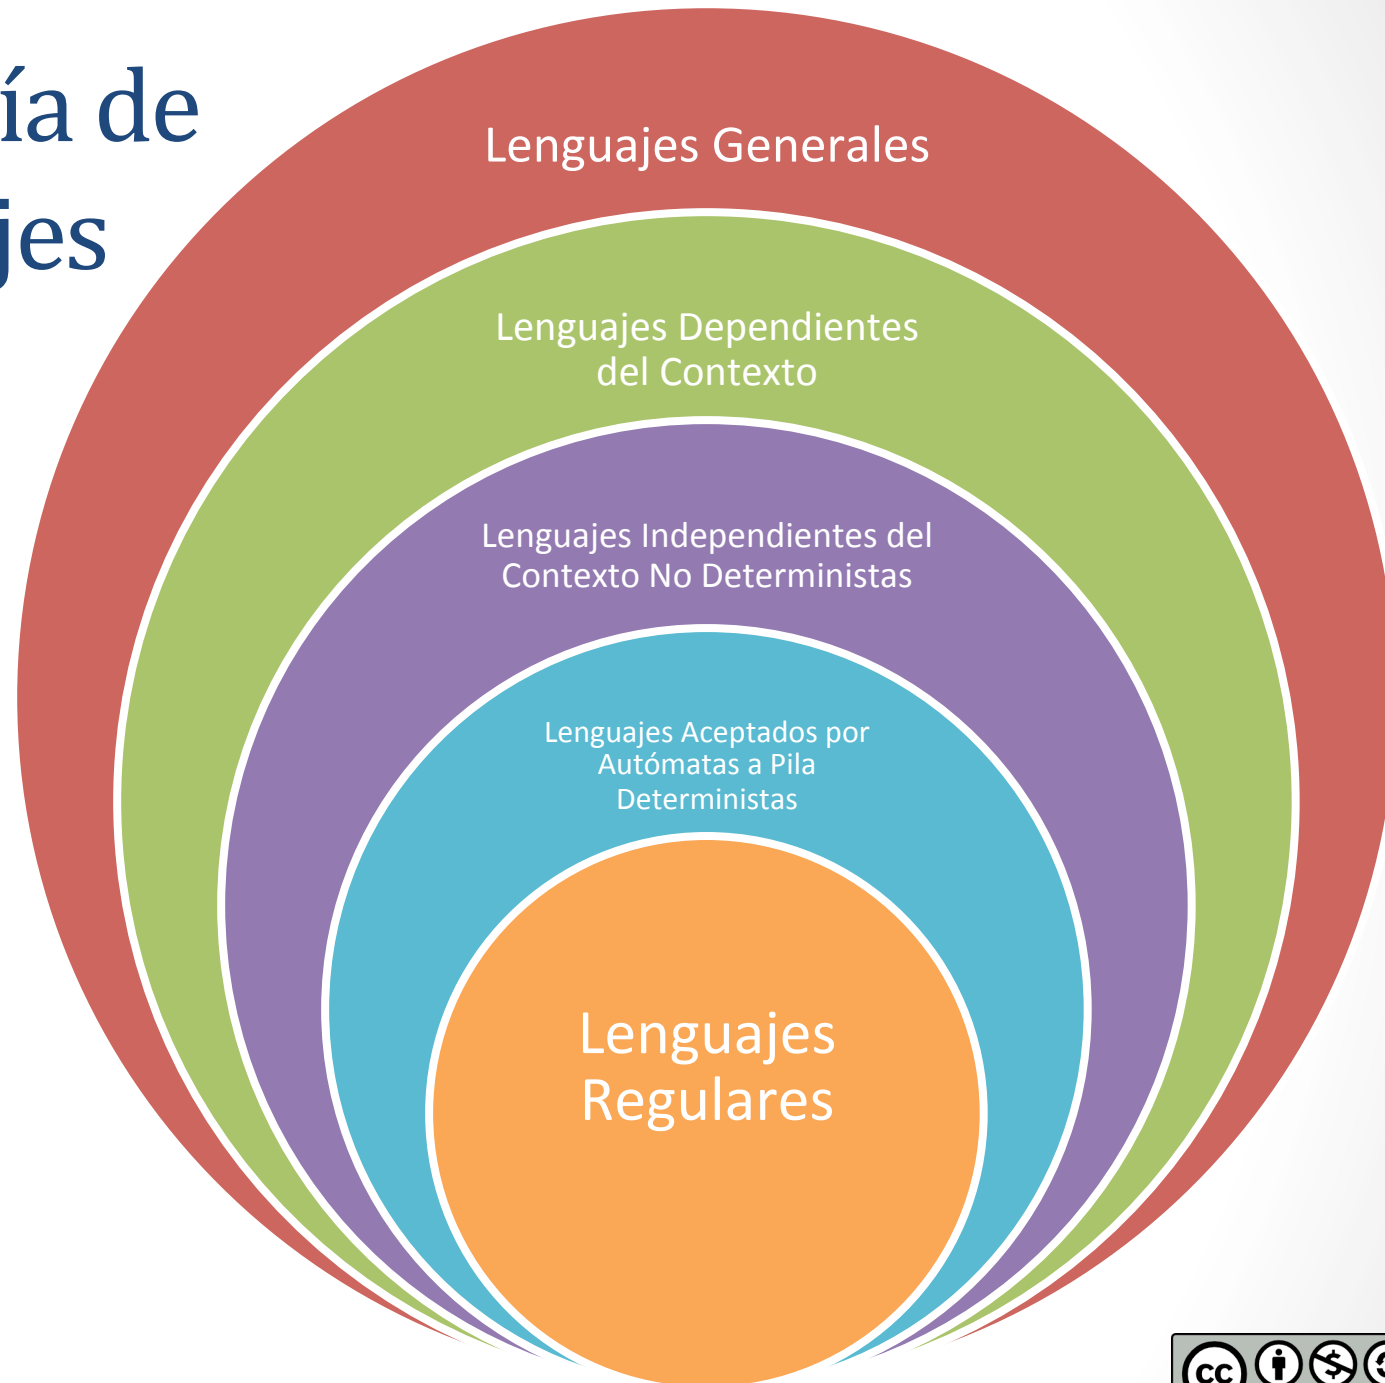 ía de
jes
Lenguajes Generales
Lenguajes Dependientes
del Contexto
Lenguajes Independientes del
Contexto No Deterministas
Lenguajes Aceptados por
Autómatas a Pila
Deterministas
Lenguajes
Regulares
cc